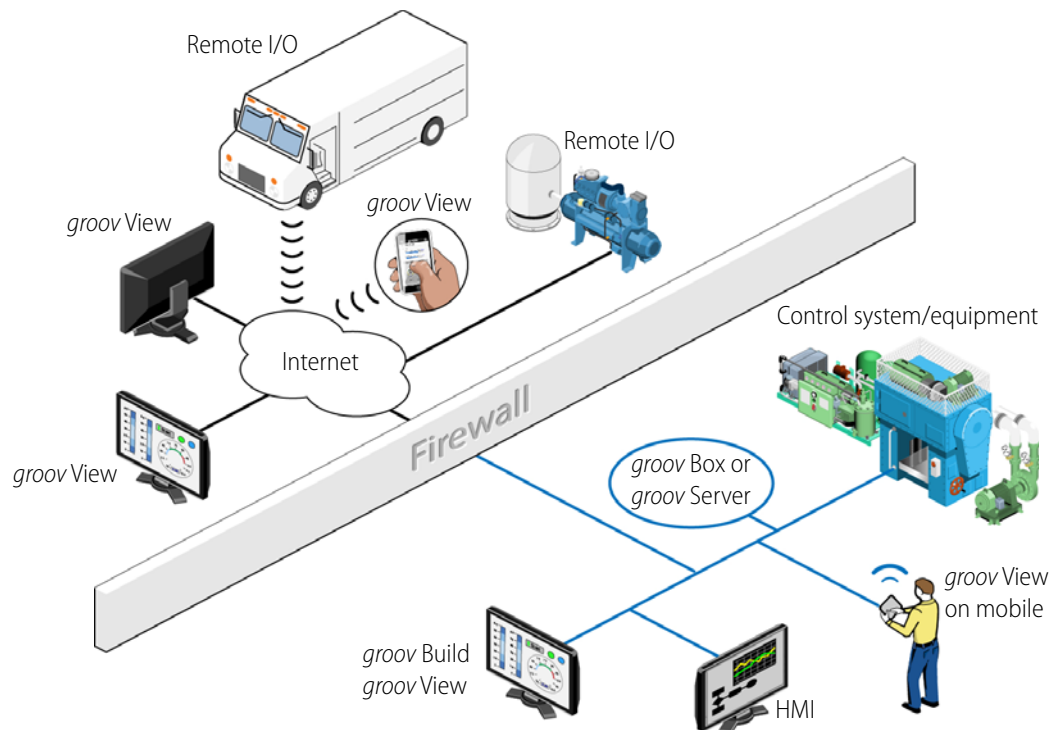 Remote I/O
Remote I/O
groov View
groov View
Internet
Control system/equipment
Firewall
groov View
groov Box or
groov Server
groov View
on mobile
groov Build
groov View
HMI